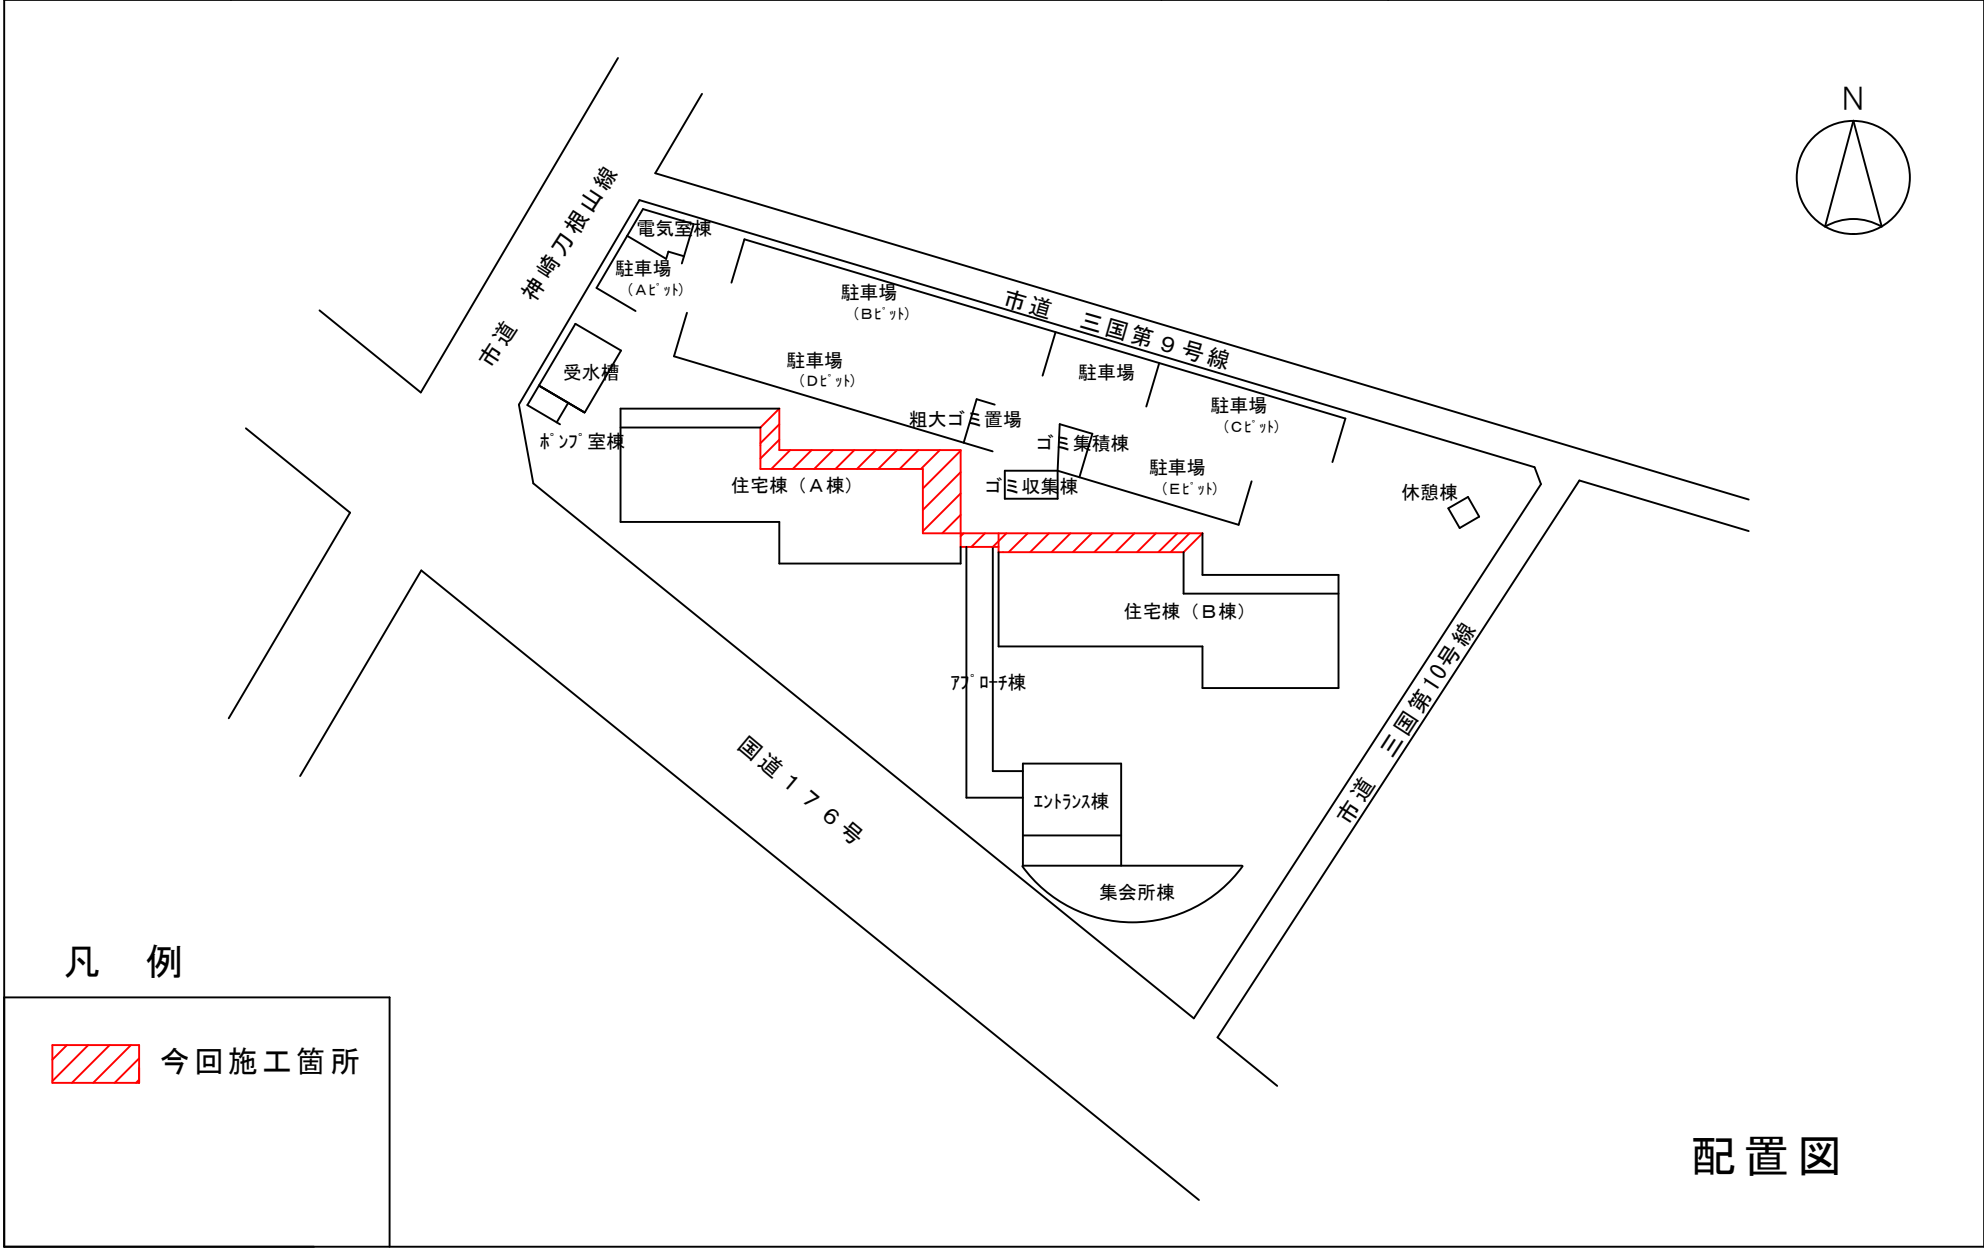 N
市道　神崎刀根山線
電気室棟
駐車場
（Aﾋﾟｯﾄ）
駐車場
（Bﾋﾟｯﾄ）
市道　三国第９号線
受水槽
駐車場
（Dﾋﾟｯﾄ）
駐車場
駐車場
（Cﾋﾟｯﾄ）
粗大ゴミ置場
ﾎﾟﾝﾌﾟ室棟
ゴミ集積棟
駐車場
（Eﾋﾟｯﾄ）
住宅棟（Ａ棟）
ゴミ収集棟
休憩棟
住宅棟（Ｂ棟）
ｱﾌﾟﾛｰﾁ棟
市道　三国第10号線
国道１７６号
ｴﾝﾄﾗﾝｽ棟
集会所棟
凡　例
今回施工箇所
配置図